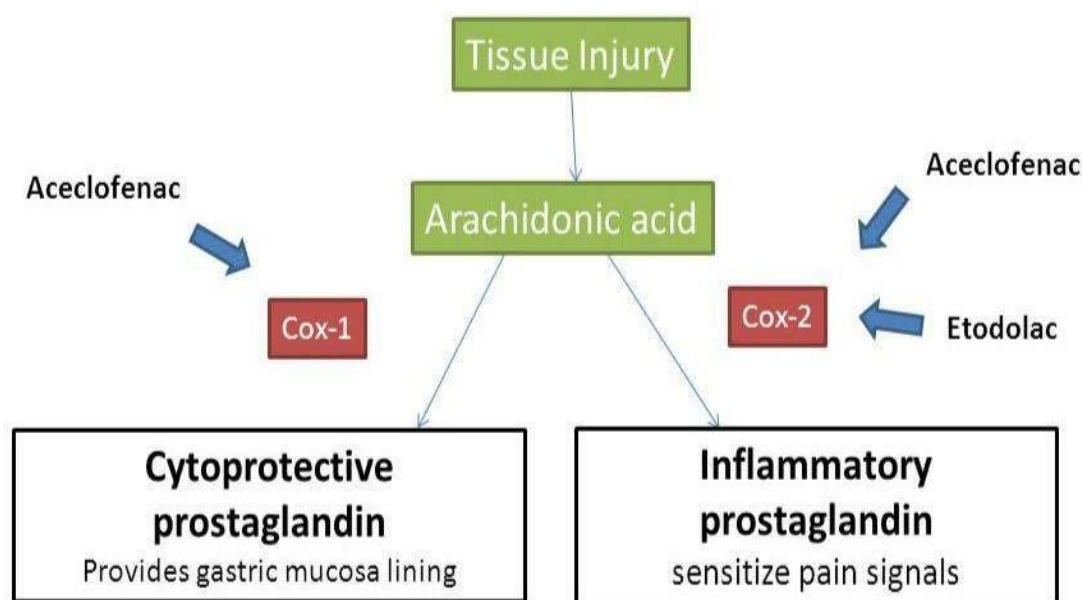 Tissue Injury
Aceclofenac
Arachidonic acid
Aceclofenac
Cox-1
Cox-2
Etodolac
Cytoprotective
prostaglandin
Provides gastric mucosa lining
Inflammatory
prostaglandin
sensitize pain signals